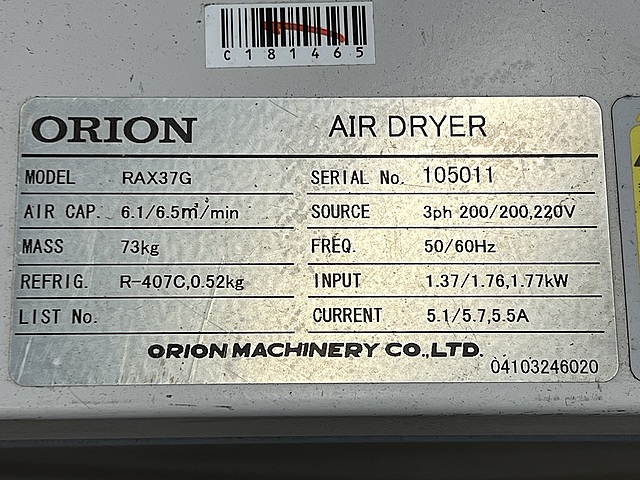 C181465
ORION AIR DRYER
MODEL RAX37G SERIAL No. 105011
AIR CAP. 6.1/6.5㎥/min SOURCE 3ph 200/200,220V
MASS 73kg FREQ. 50/60Hz
REFRIG. R-407C,0.52kg INPUT 1.37/1.76,1.77kW
LIST No. CURRENT 5.1/5.7,5.5A
ORION MACHINERY CO.,LTD.
04103246020